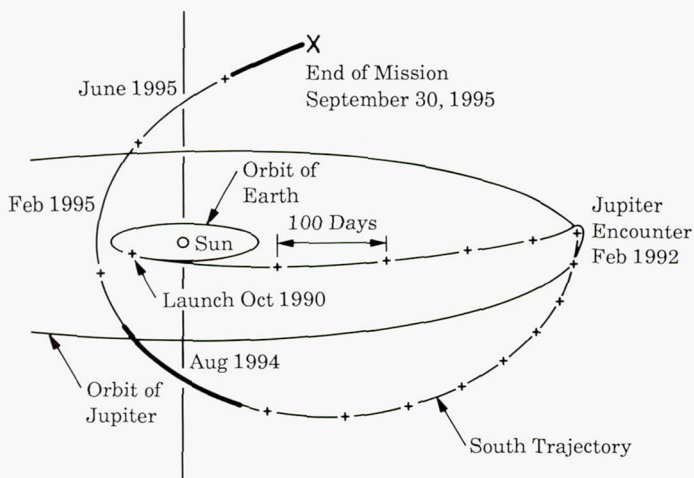 X
End of Mission
September 30, 1995
June 1995
Orbit of
Earth
Feb 1995
100 Days
Jupiter
Encounter
Feb 1992
Sun
Launch Oct 1990
Aug 1994
Orbit of
Jupiter
South Trajectory